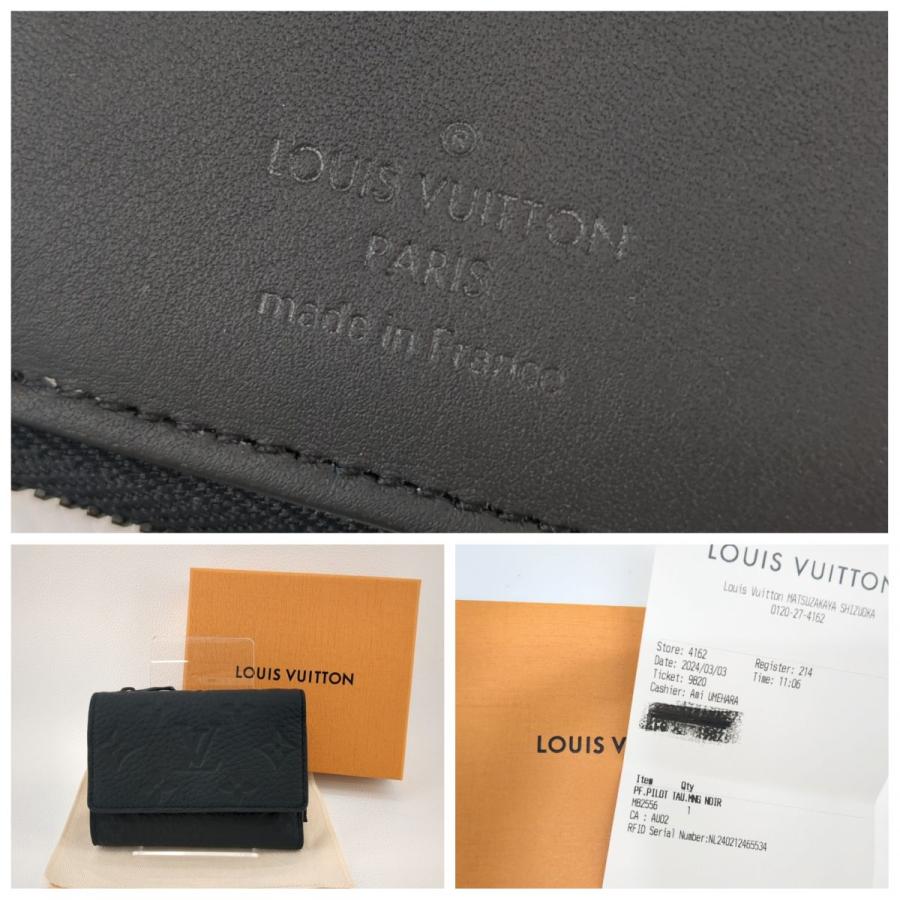 ®
LOUIS VUITTON
PARIS
made in France
LOUIS VUITTON
LOUIS V
LOUIS VUITTON
Louis Vuitton MATSUZAKAYA SHIZUOKA
0120-27-4162
Store: 4162 Register: 214
Date: 2024/03/03 Time: 11:06
Ticket: 9820
Cashier: Ami UMEHARA
Item Qty
PF.PILOT TAU.MNG NOIR
M82556 1
CA : AU02
RFID Serial Number:NL240212465534